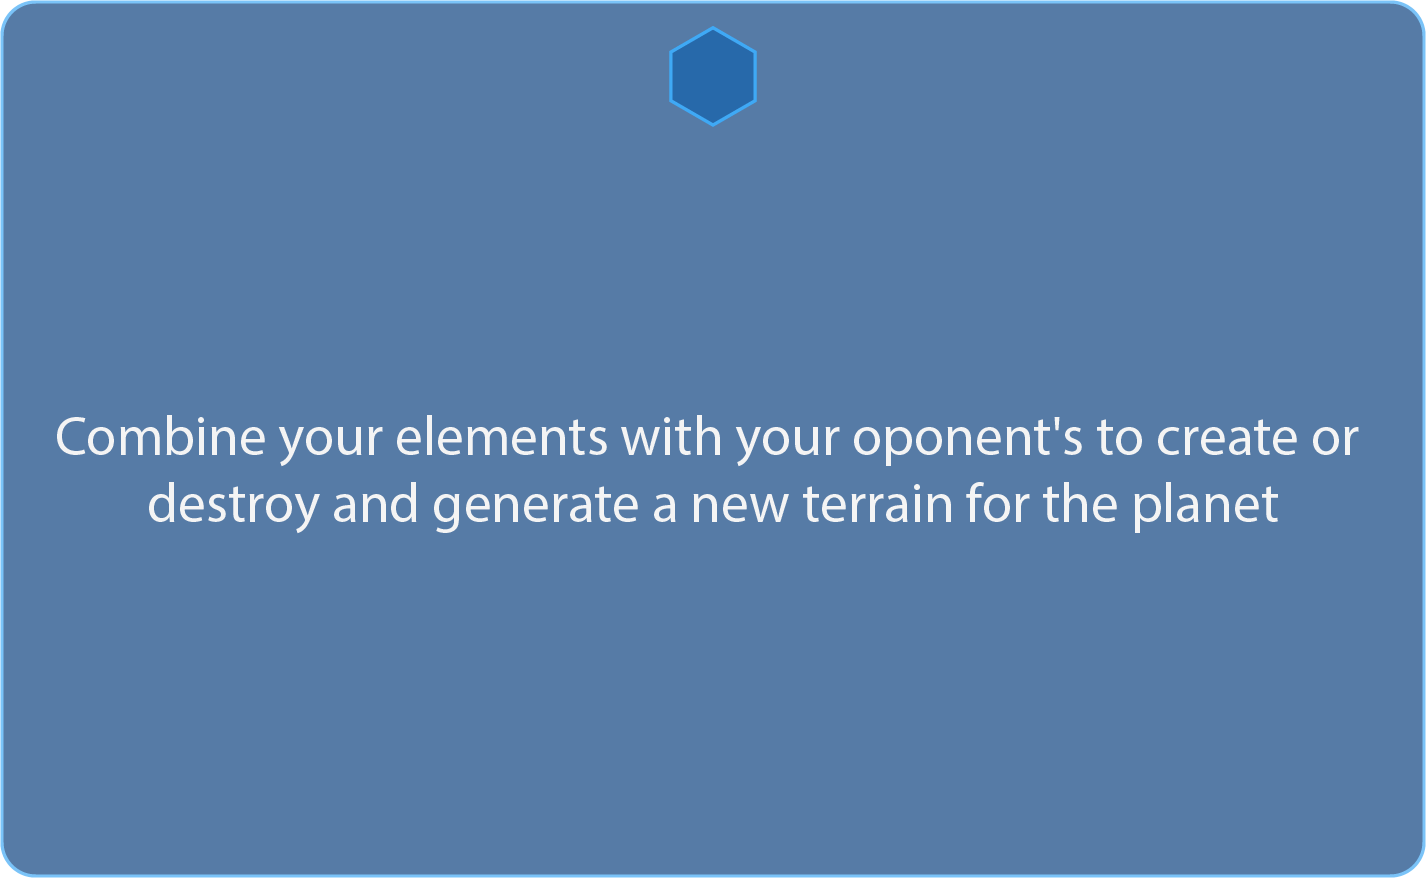 Combine your elements with your oponent's to create or
destroy and generate a new terrain for the planet